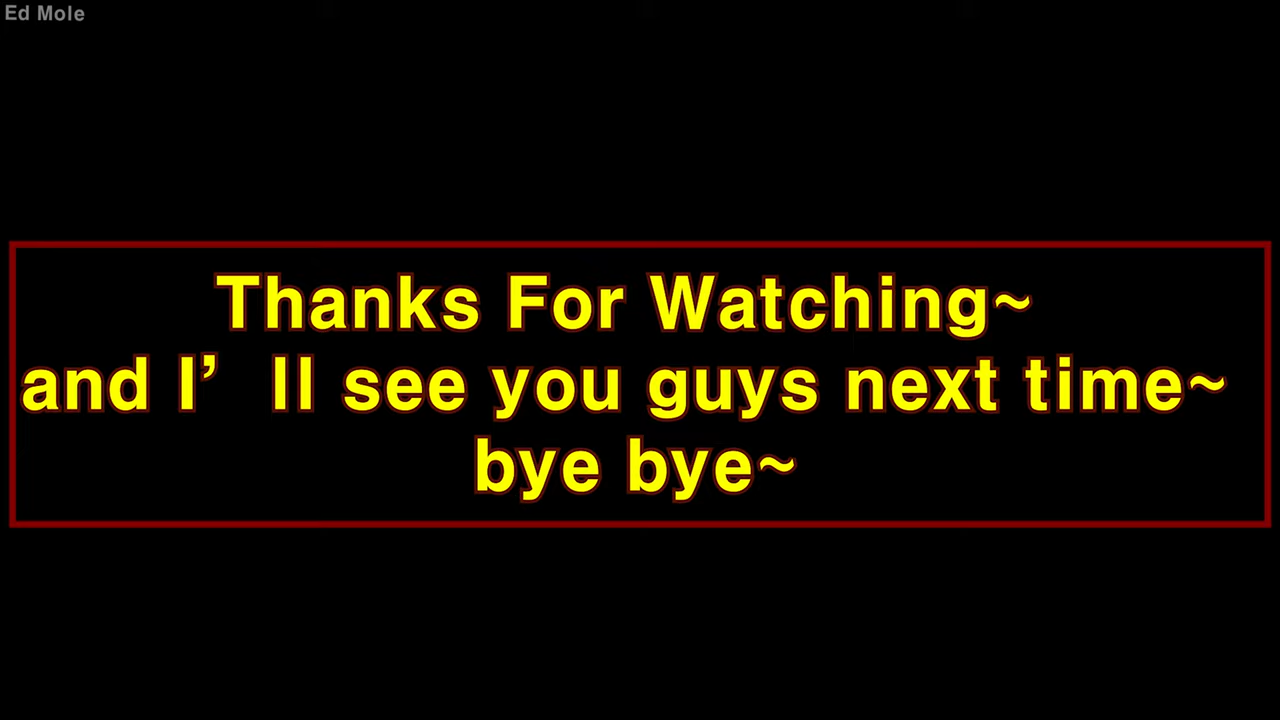 Ed Mole
Thanks For Watching~
and I’ll see you guys next time~
bye bye~